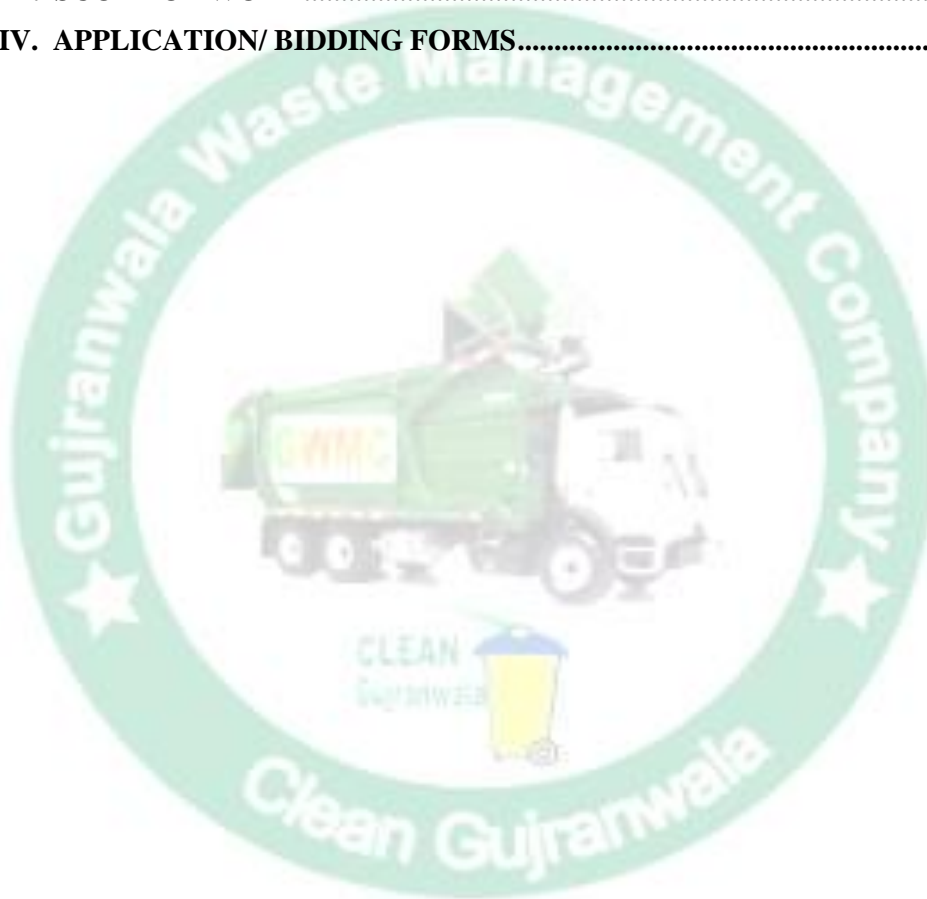 IV. APPLICATION/ BIDDING FORMS
Gujranwala Waste Management Company
GWMC
CLEAN
Gujranwala
Clean Gujranwala